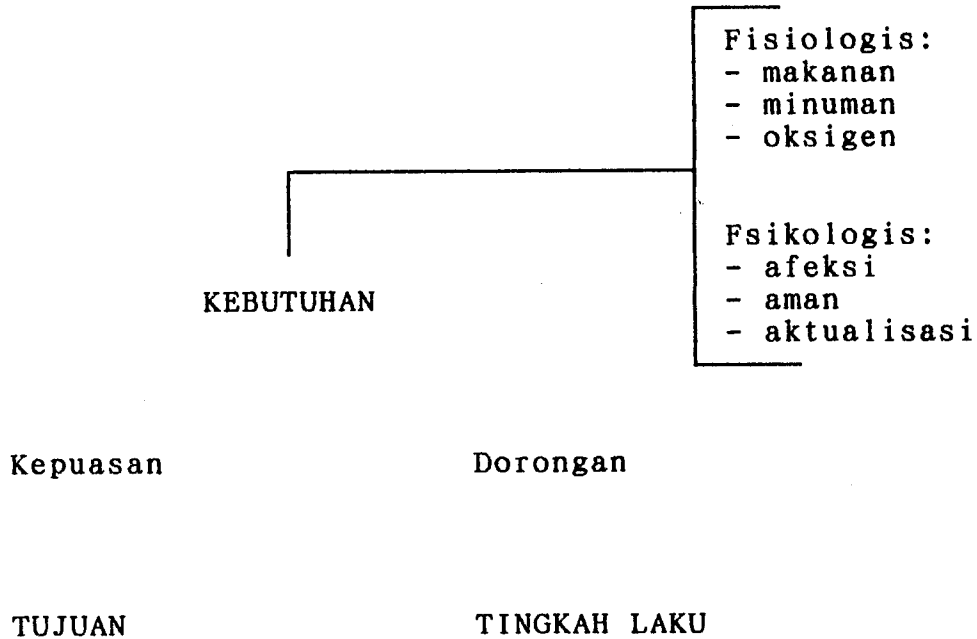 Fisiologis:
- makanan
- minuman
- oksigen
Fsikologis:
- afeksi
- aman
- aktualisasi
KEBUTUHAN
Kepuasan Dorongan
TUJUAN TINGKAH LAKU